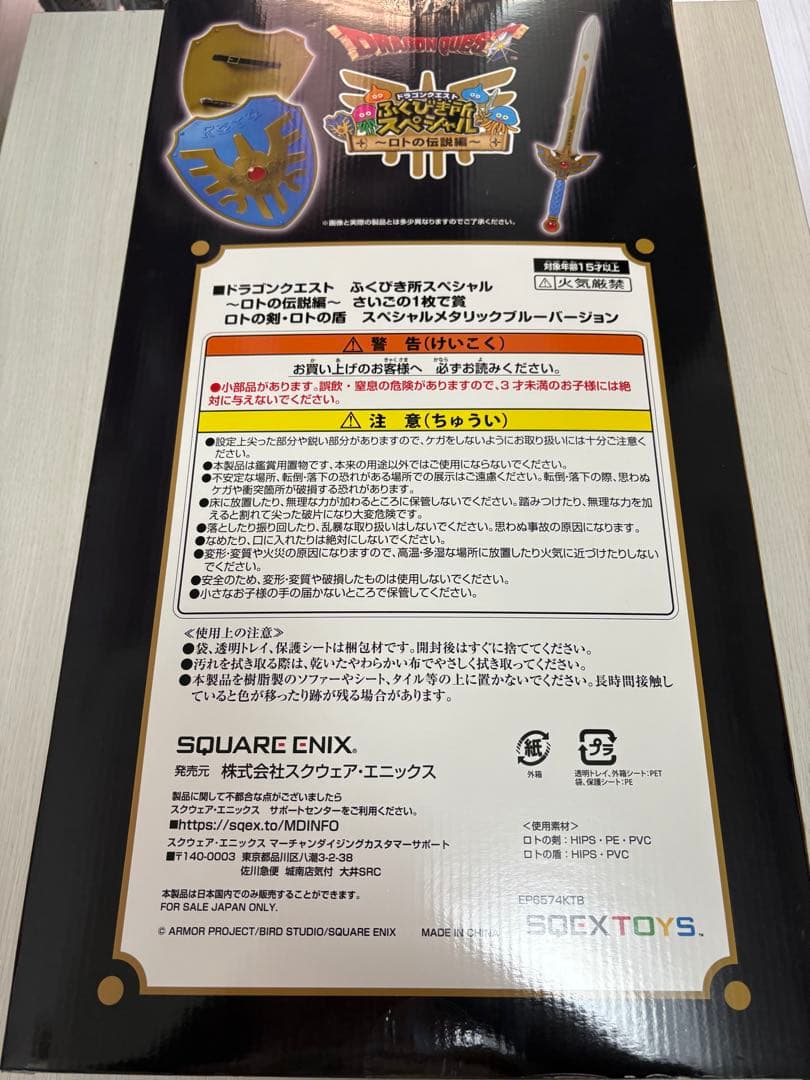 DRAGON QUEST
ドラゴンクエスト
ふくびき所
スペシャル
～ロトの伝説編～
※画像と実際の製品とは多少異なりますのでご了承ください。
対象年齢15才以上
⚠火気厳禁
■ドラゴンクエスト ふくびき所スペシャル
～ロトの伝説編～ さいごの1枚で賞
ロトの剣・ロトの盾 スペシャルメタリックブルーバージョン
⚠ 警 告(けいこく)
お買い上げのお客様へ 必ずお読みください。
●小部品があります。誤飲・窒息の危険がありますので、3才未満のお子様には絶
対に与えないでください。
⚠ 注 意(ちゅうい)
●設定上尖った部分や鋭い部分がありますので、ケガをしないようにお取り扱いには十分ご注意く
ださい。
●本製品は鑑賞用置物です、本来の用途以外ではご使用にならないでください。
●不安定な場所、転倒・落下の恐れがある場所での展示はご遠慮ください。転倒・落下の際、思わぬ
ケガや衝突箇所が破損する恐れがあります。
●床に放置したり、無理な力が加わるところに保管しないでください。踏みつけたり、無理な力を加
えると割れて尖った破片になり大変危険です。
●落としたり振り回したり、乱暴な取り扱いはしないでください。思わぬ事故の原因になります。
●なめたり、口に入れたりは絶対にしないでください。
●変形・変質や火災の原因になりますので、高温・多湿な場所に放置したり火気に近づけたりしない
でください。
●安全のため、変形・変質や破損したものは使用しないでください。
●小さなお子様の手の届かないところで保管してください。
≪使用上の注意≫
●袋、透明トレイ、保護シートは梱包材です。開封後はすぐに捨ててください。
●汚れを拭き取る際は、乾いたやわらかい布でやさしく拭き取ってください。
●本製品を樹脂製のソファーやシート、タイル等の上に置かないでください。長時間接触し
ていると色が移ったり跡が残る場合があります。
SQUARE ENIX®
発売元 株式会社スクウェア・エニックス
紙
外箱
プラ
透明トレイ、外箱シート:PET
袋、保護シート:PE
製品に関して不都合な点がございましたら
スクウェア・エニックス サポートセンターをご利用ください。
■https://sqex.to/MDINFO
スクウェア・エニックス マーチャンダイジングカスタマーサポート
■〒140-0003 東京都品川区八潮3-2-38
佐川急便 城南店気付 大井SRC
＜使用素材＞
ロトの剣:HIPS・PE・PVC
ロトの盾:HIPS・PVC
本製品は日本国内でのみ販売することができます。
FOR SALE JAPAN ONLY.
EP6574KTB
© ARMOR PROJECT/BIRD STUDIO/SQUARE ENIX
MADE IN CHINA
SQEX TOYS™